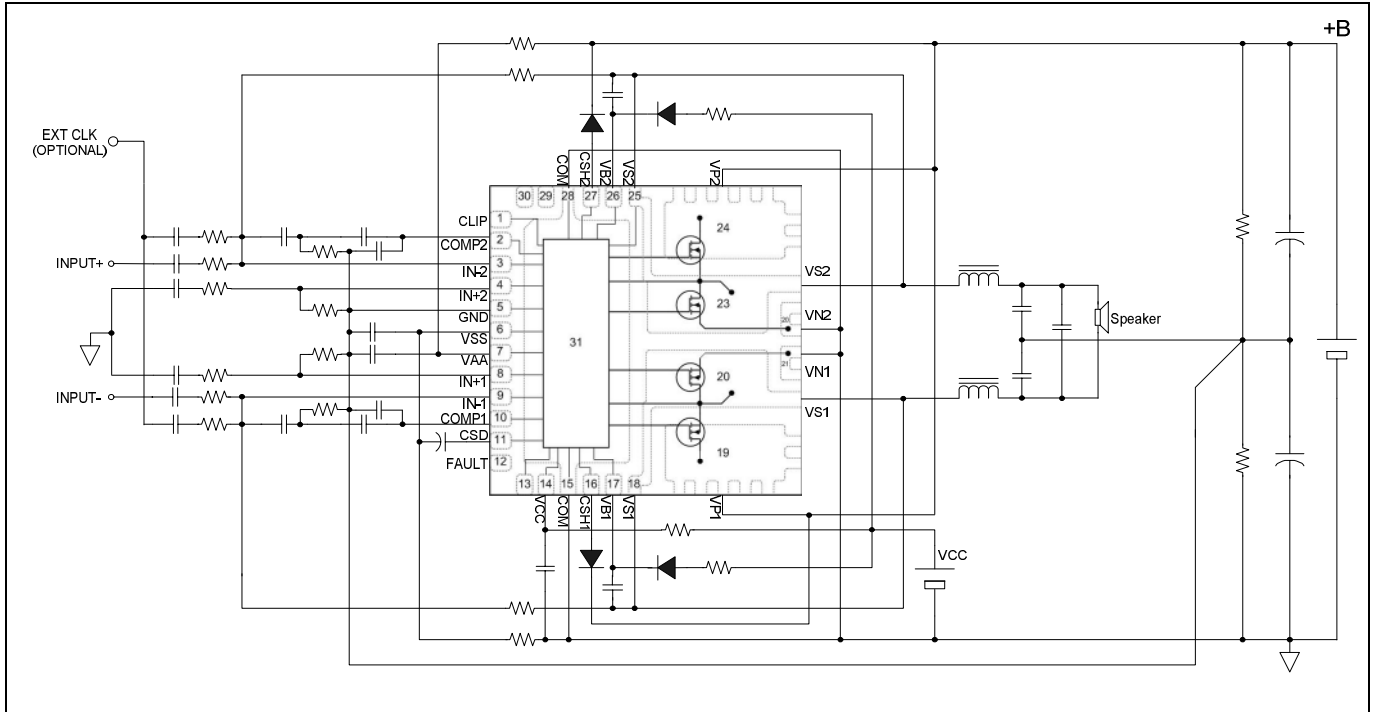 +B
EXT CLK
(OPTIONAL)
COM
CSH2
VB2
VS2
VP2
30
29
28
27
26
25
CLIP
1
24
COMP2
2
INPUT+
IN-2
3
VS2
IN+2
4
23
VN2
GND
5
20
Speaker
VSS
6
31
VAA
7
21
VN1
IN+1
8
20
INPUT-
IN-1
9
VS1
COMP1
10
CSD
11
19
FAULT
12
13
14
15
16
17
18
VCC
COM
CSH1
VB1
VS1
VP1
VCC